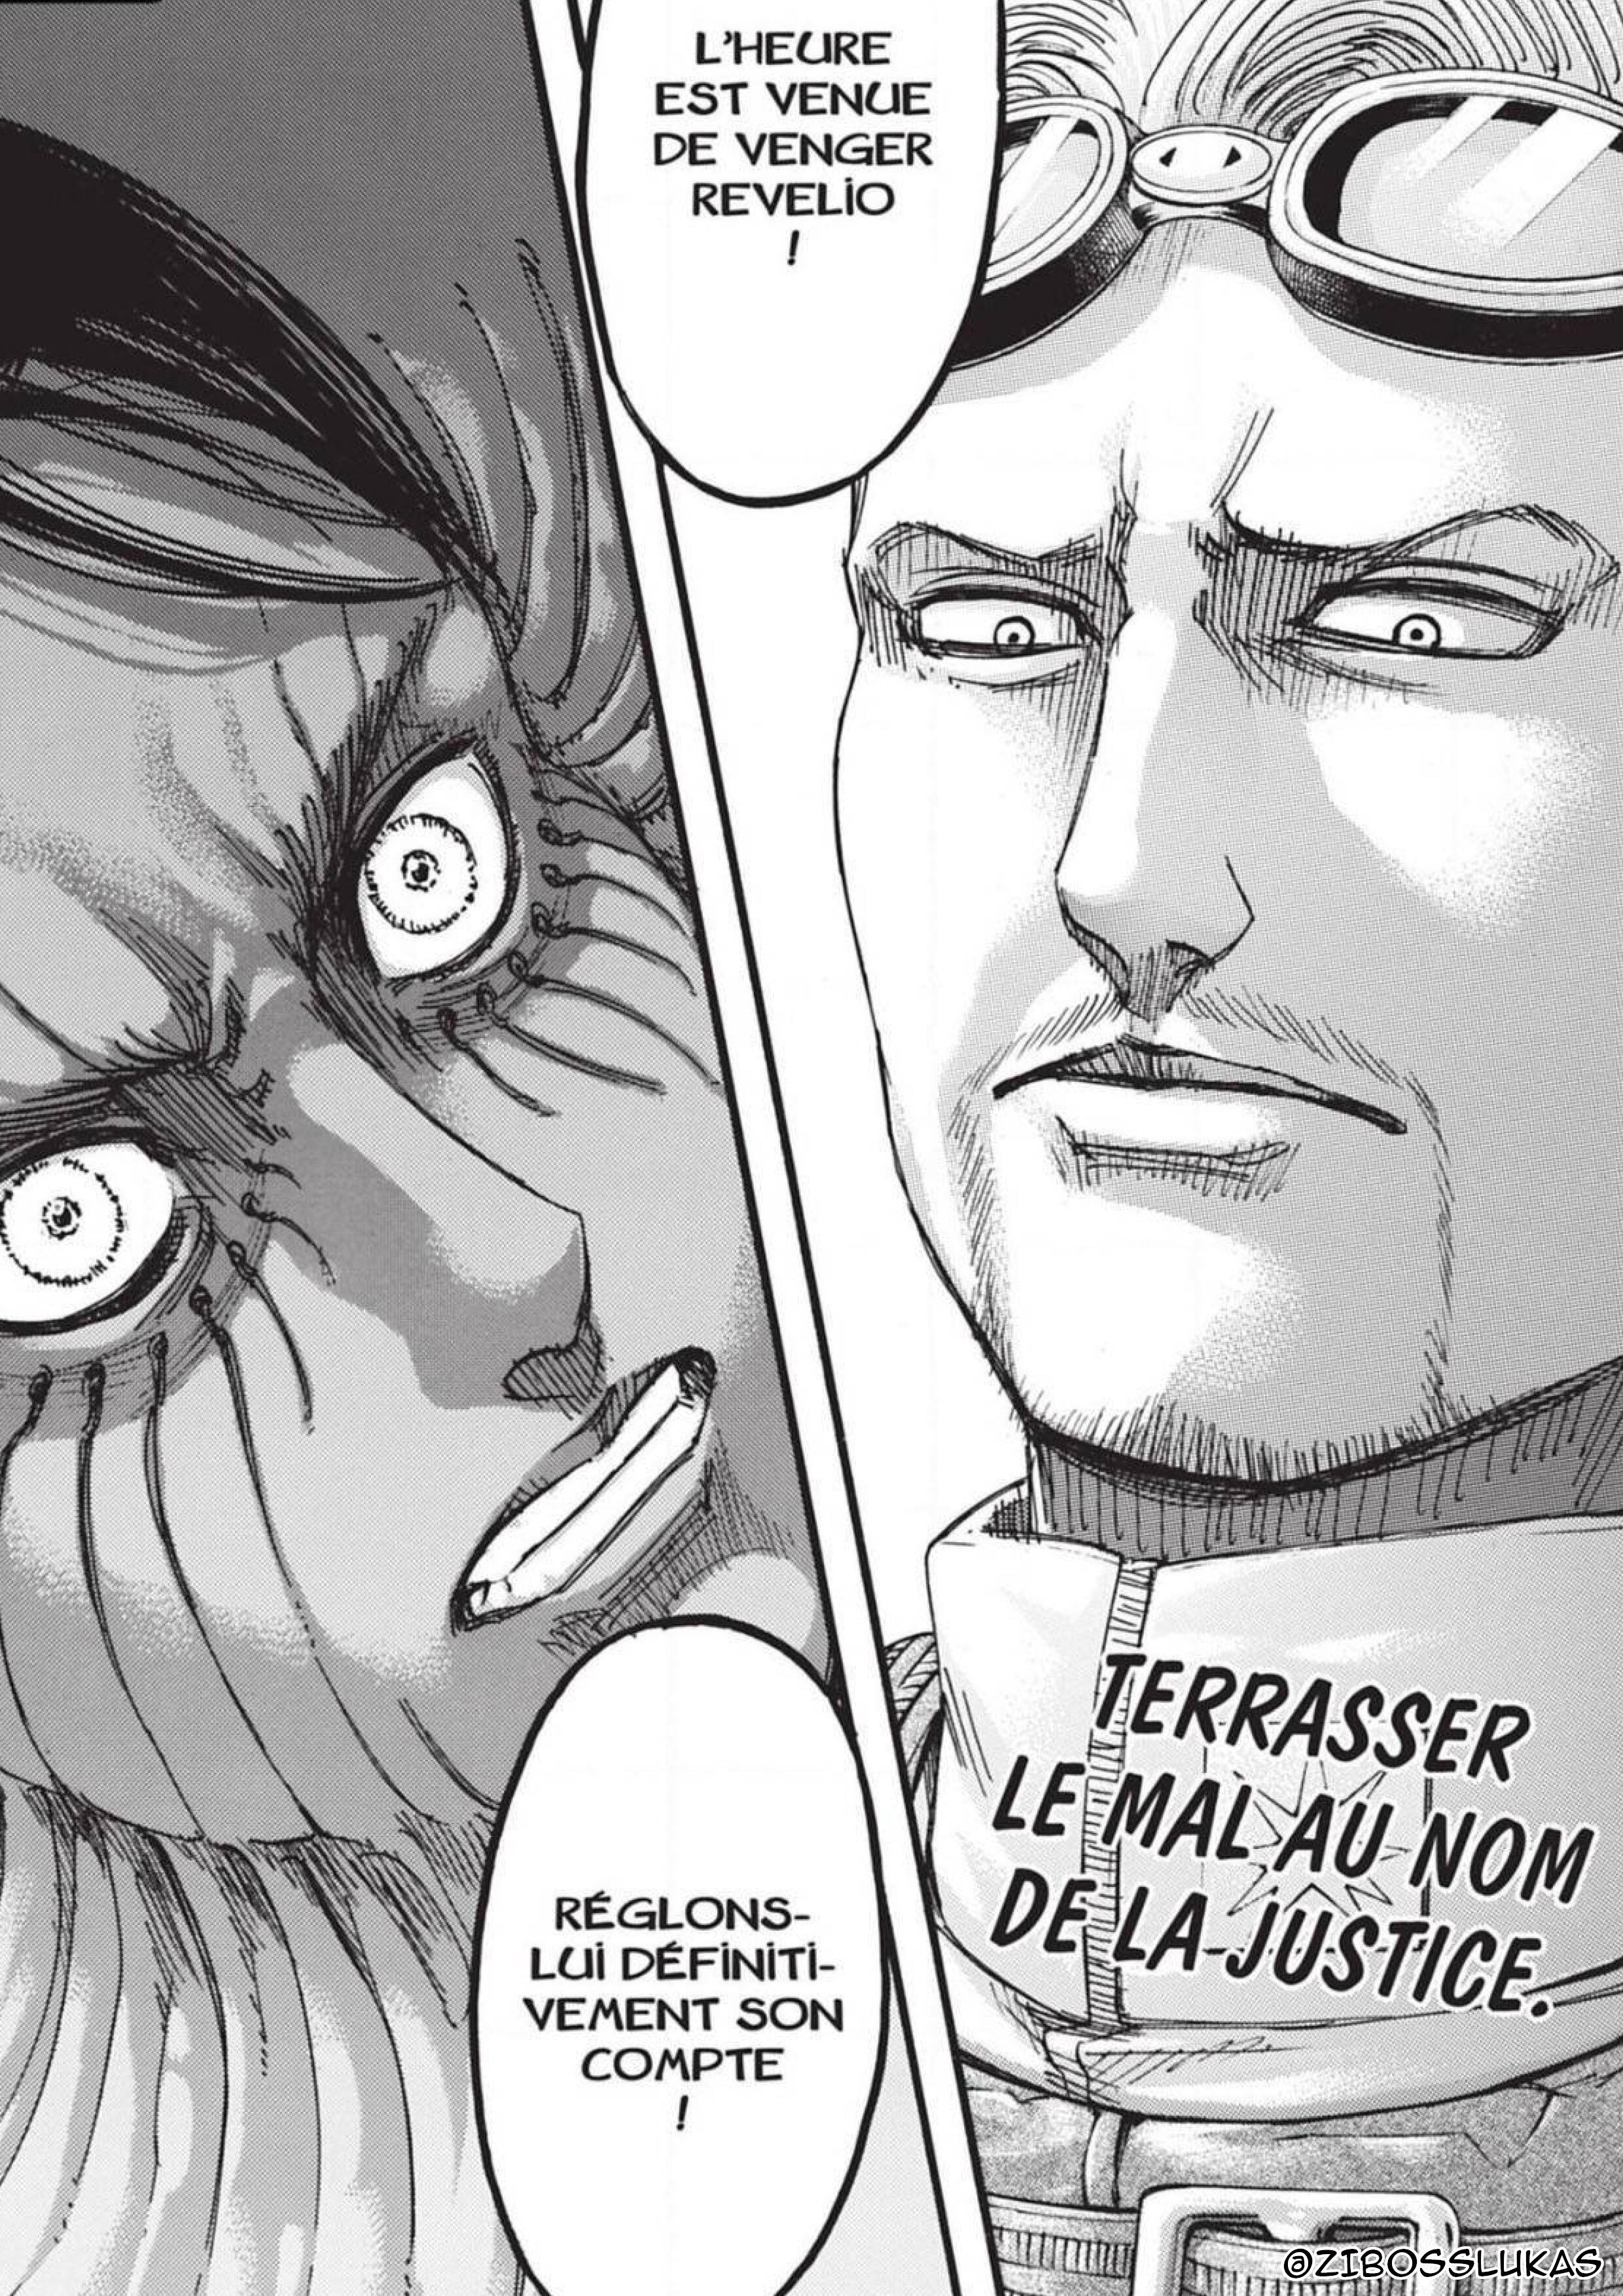 L'HEURE
EST VENUE
DE VENGER
REVELIO
!
RÉGLONS-
LUI DÉFINITI-
VEMENT SON
COMPTE
!
TERRASSER
LE MAL AU NOM
DE LA JUSTICE.
@ZIBOSSLUKAS